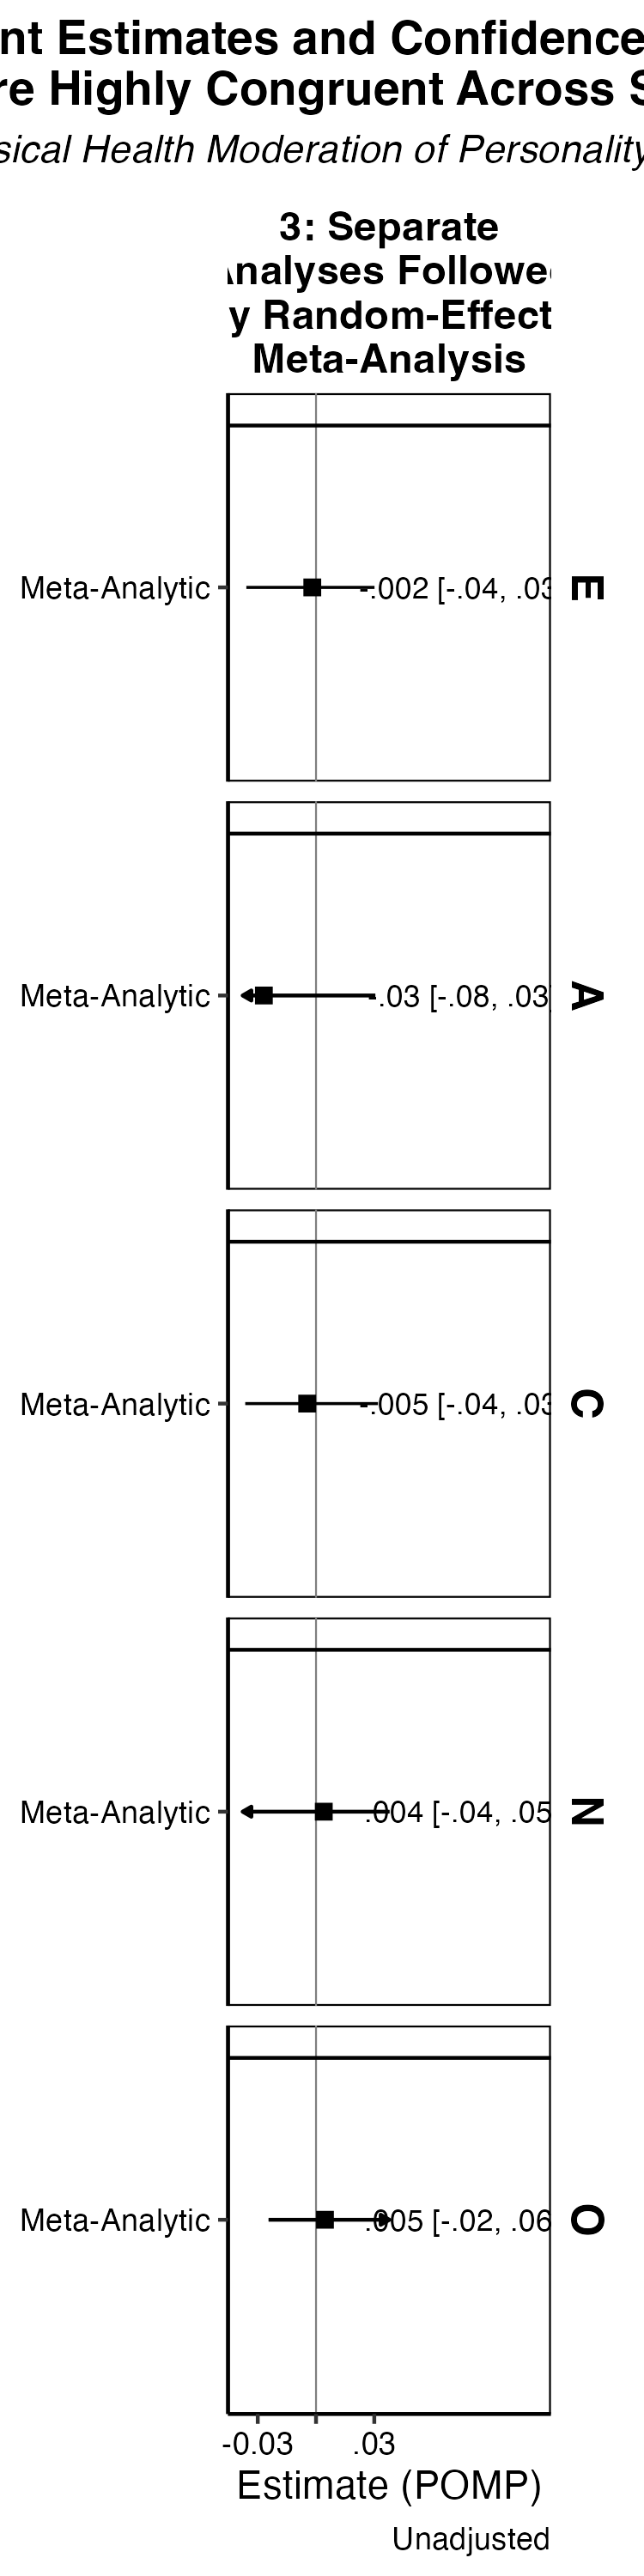 nt Estimates and Confidence
re Highly Congruent Across S
sical Health Moderation of Personality
3: Separate
Analyses Followe
y Random-Effect
Meta-Analysis
Meta-Analytic -.002 [-.04, .03 E
Meta-Analytic -.03 [-.08, .03] A
Meta-Analytic -.005 [-.04, .03 C
Meta-Analytic .004 [-.04, .05 N
Meta-Analytic .005 [-.02, .06 O
-0.03 .03
Estimate (POMP)
Unadjusted